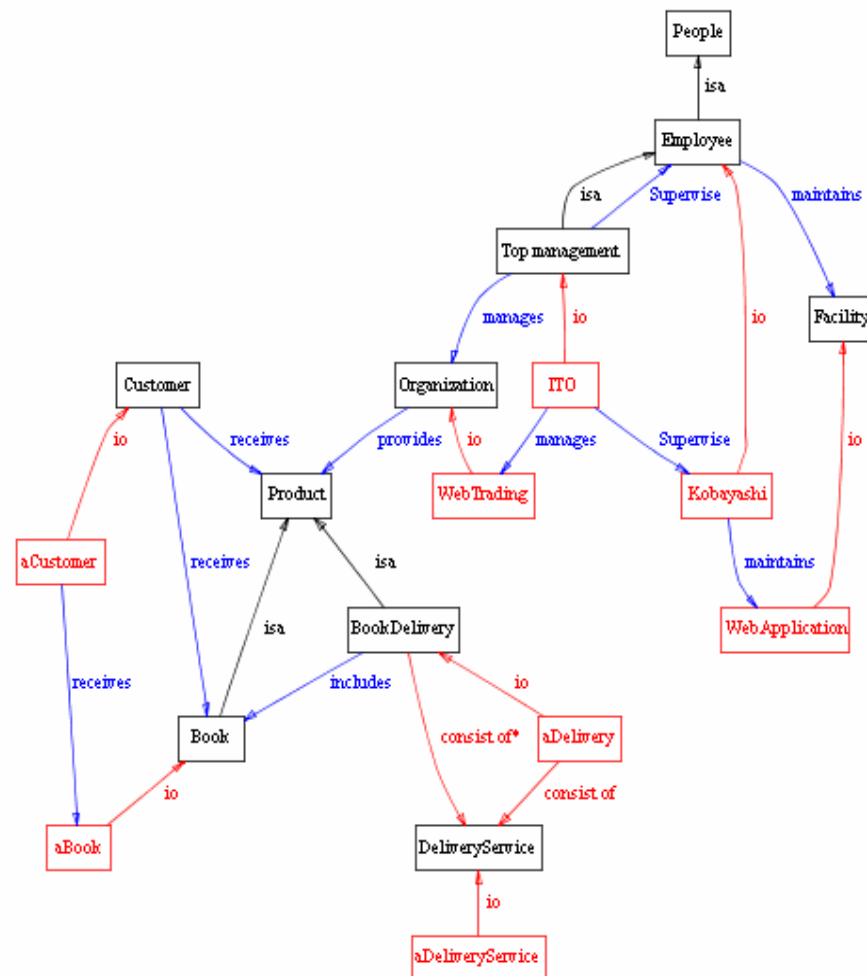 People
isa
Employee
isa
Supervise
maintains
Top management
manages
io
io
Facility
Customer
Organization
ITO
io
receives
provides
io
manages
Supervise
io
Product
WebTrading
Kobayashi
aCustomer
receives
isa
maintains
isa
BookDelivery
WebApplication
receives
includes
io
Book
consist of*
aDelivery
io
consist of
aBook
DeliveryService
io
aDeliveryService